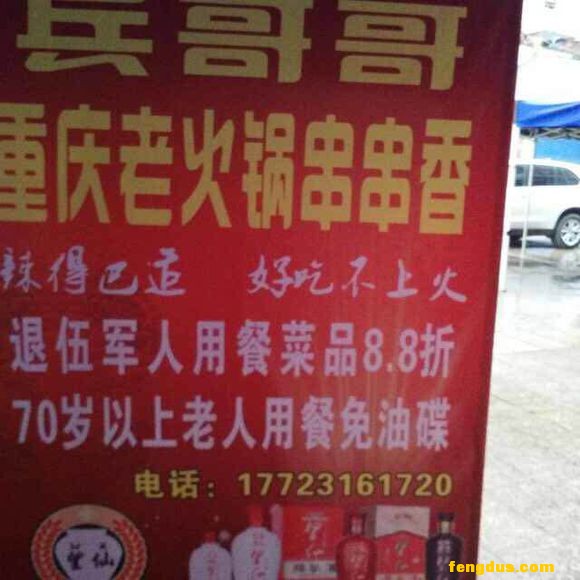 兵哥哥
重庆老火锅串串香
辣得巴适 好吃不上火
退伍军人用餐菜品8.8折
70岁以上老人用餐免油碟
电话：17723161720
fengdus.com